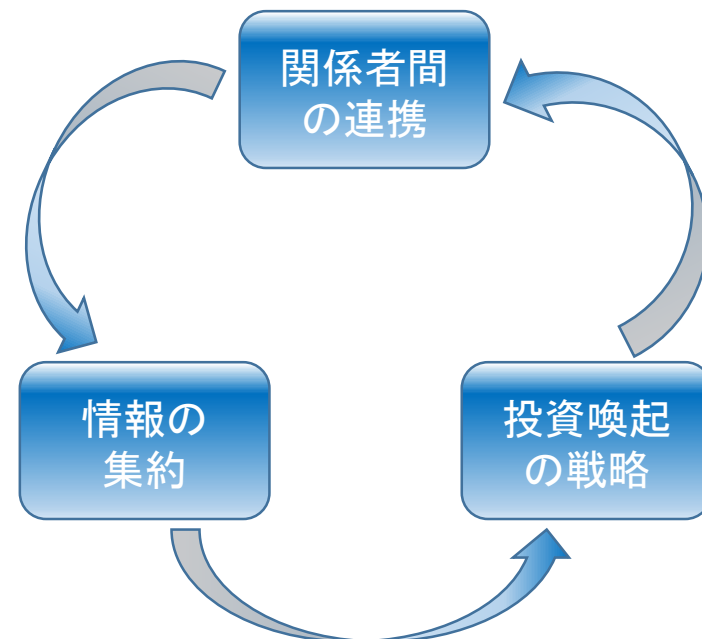 関係者間
の連携
情報の
集約
投資喚起
の戦略